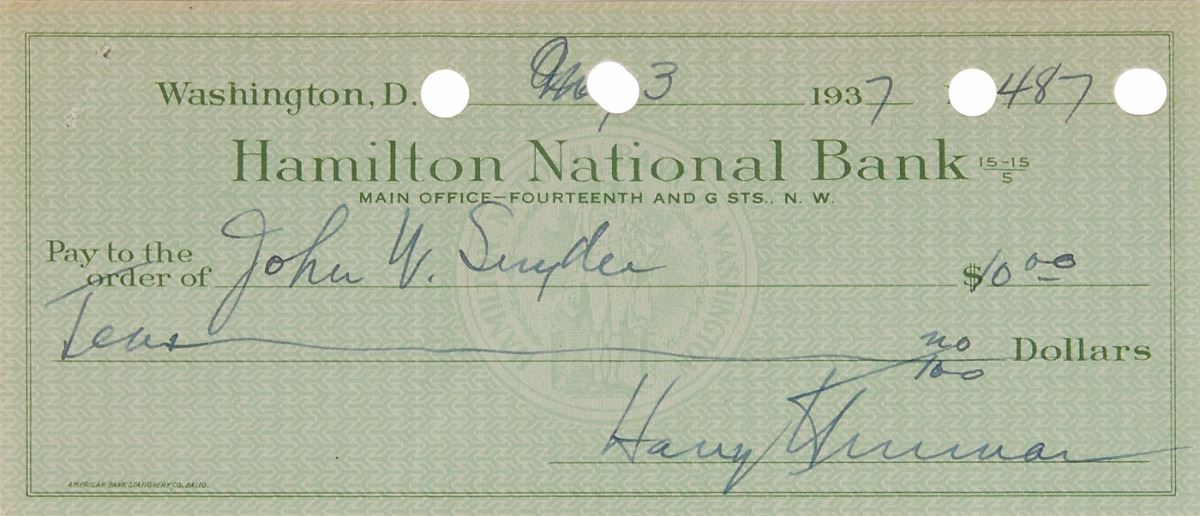 Washington, D. May 3 1937 487
Hamilton National Bank 15-15/5
MAIN OFFICE—FOURTEENTH AND G STS., N. W.
Pay to the order of John W. Snyder $10 00
Ten no/100 Dollars
Harry S Truman
AMERICAN BANK STATIONERY CO., BALTO.